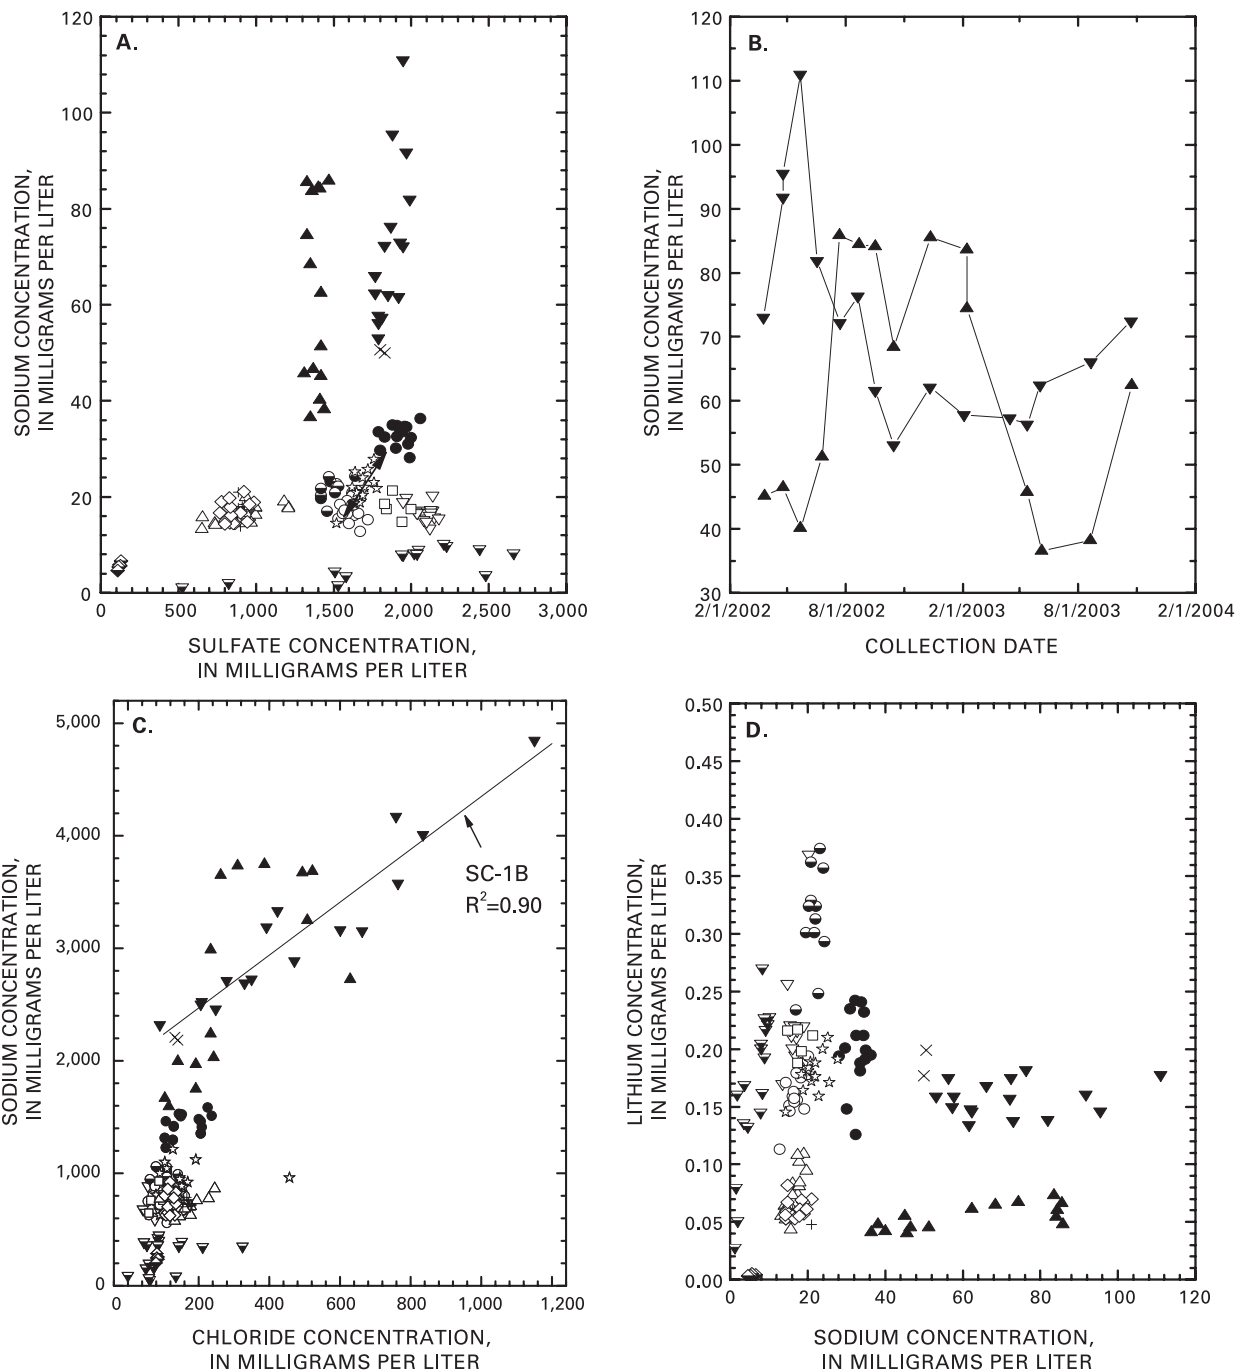 A.
120
100
80
60
40
20
0
SODIUM CONCENTRATION,
IN MILLIGRAMS PER LITER
0 500 1,000 1,500 2,000 2,500 3,000
SULFATE CONCENTRATION,
IN MILLIGRAMS PER LITER
B.
120
110
100
90
80
70
60
50
40
30
SODIUM CONCENTRATION,
IN MILLIGRAMS PER LITER
2/1/2002 8/1/2002 2/1/2003 8/1/2003 2/1/2004
COLLECTION DATE
C.
5,000
4,000
3,000
2,000
1,000
0
SODIUM CONCENTRATION,
IN MILLIGRAMS PER LITER
SC-1B
R2=0.90
0 200 400 600 800 1,000 1,200
CHLORIDE CONCENTRATION,
IN MILLIGRAMS PER LITER
D.
0.50
0.45
0.40
0.35
0.30
0.25
0.20
0.15
0.10
0.05
0.00
LITHIUM CONCENTRATION,
IN MILLIGRAMS PER LITER
0 20 40 60 80 100 120
SODIUM CONCENTRATION,
IN MILLIGRAMS PER LITER